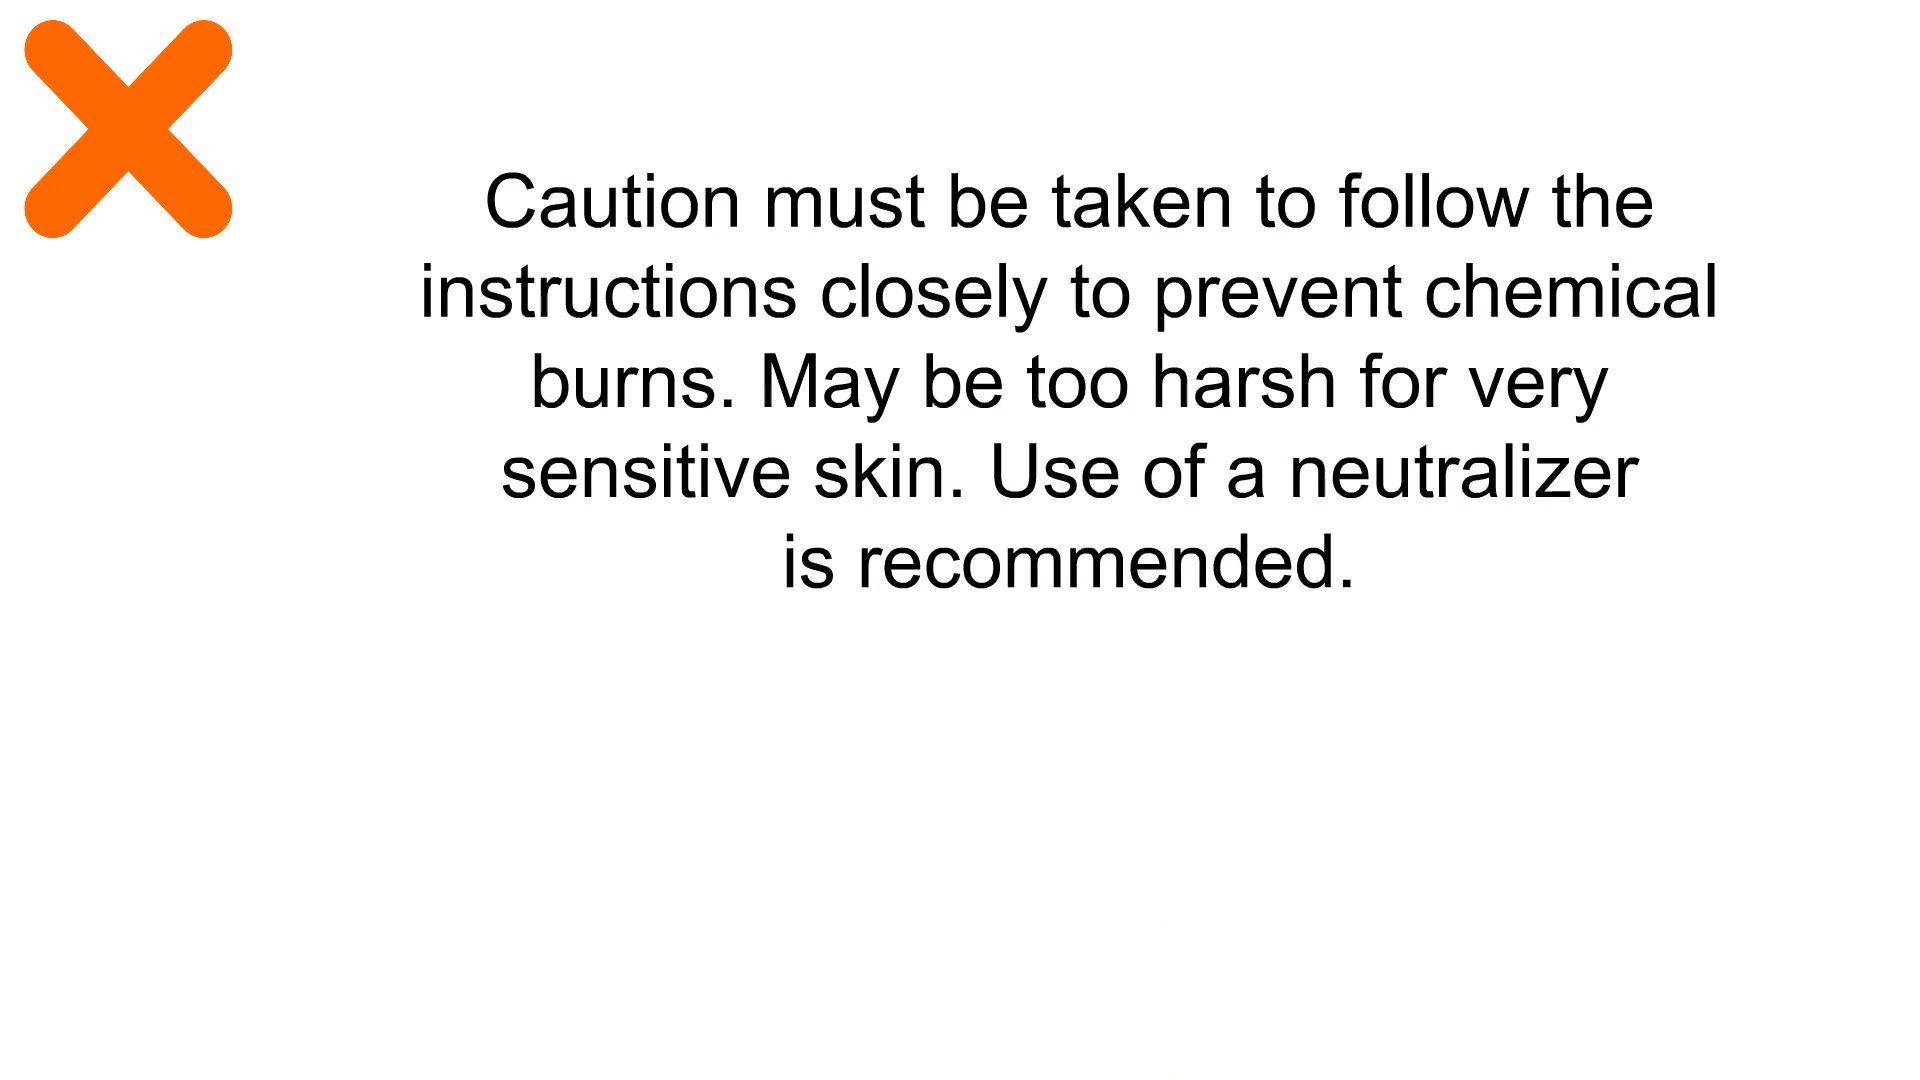 Caution must be taken to follow the
instructions closely to prevent chemical
burns. May be too harsh for very
sensitive skin. Use of a neutralizer
is recommended.